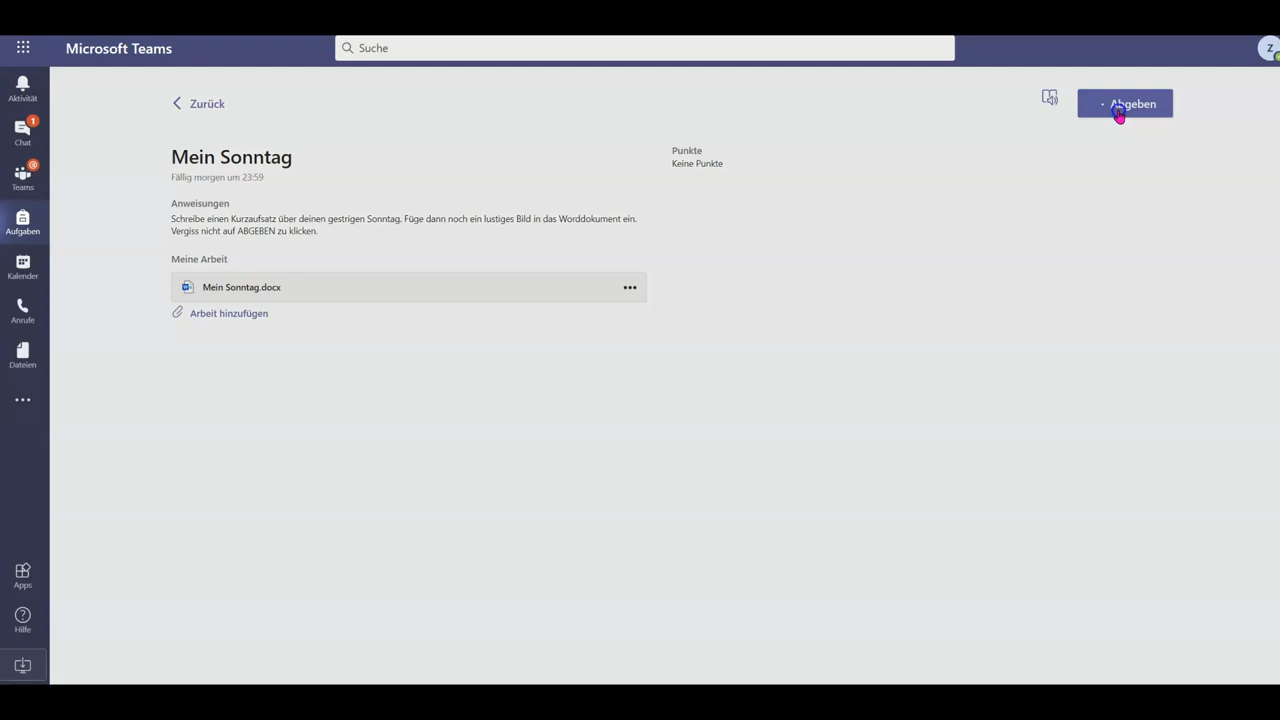 Microsoft Teams
Suche
Z
Aktivität
Chat
1
Teams
Aufgaben
Kalender
Anrufe
Dateien
Apps
Hilfe
Zurück
Abgeben
Mein Sonntag
Fällig morgen um 23:59
Punkte
Keine Punkte
Anweisungen
Schreibe einen Kurzaufsatz über deinen gestrigen Sonntag. Füge dann noch ein lustiges Bild in das Worddokument ein.
Vergiss nicht auf ABGEBEN zu klicken.
Meine Arbeit
Mein Sonntag.docx
Arbeit hinzufügen